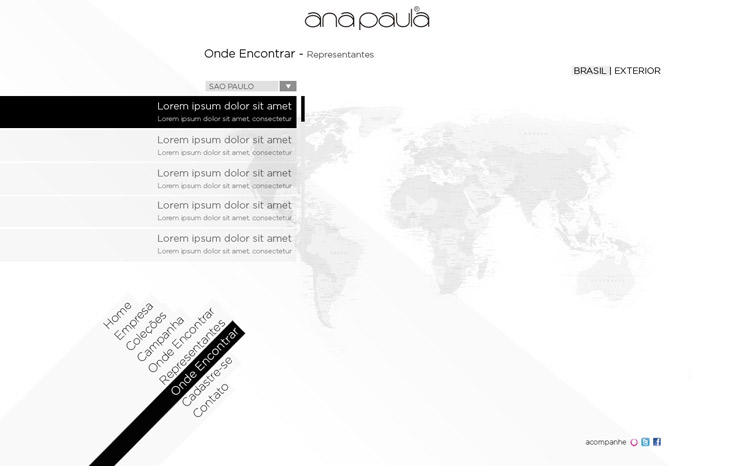 anapaula®
Onde Encontrar - Representantes
BRASIL | EXTERIOR
SAO PAULO
Lorem ipsum dolor sit amet
Lorem ipsum dolor sit amet, consectetur
Lorem ipsum dolor sit amet
Lorem ipsum dolor sit amet, consectetur
Lorem ipsum dolor sit amet
Lorem ipsum dolor sit amet, consectetur
Lorem ipsum dolor sit amet
Lorem ipsum dolor sit amet, consectetur
Lorem ipsum dolor sit amet
Lorem ipsum dolor sit amet, consectetur
Home
Empresa
Coleções
Campanha
Onde Encontrar
Representantes
Onde Encontrar
Cadastre-se
Contato
acompanhe